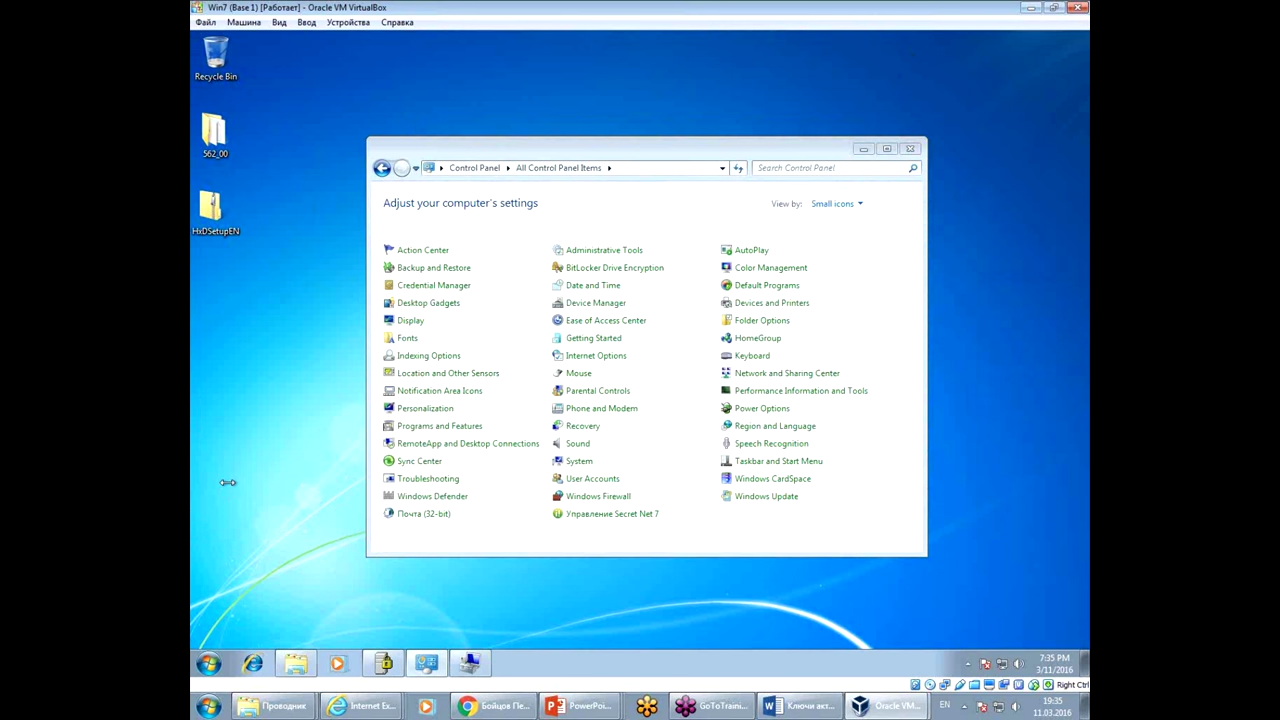 Win7 (Base 1) [Работает] - Oracle VM VirtualBox
Файл Машина Вид Ввод Устройства Справка
Recycle Bin
562_00
HxDSetupEN
Control Panel All Control Panel Items
Search Control Panel
Adjust your computer's settings
View by: Small icons
Action Center Administrative Tools AutoPlay
Backup and Restore BitLocker Drive Encryption Color Management
Credential Manager Date and Time Default Programs
Desktop Gadgets Device Manager Devices and Printers
Display Ease of Access Center Folder Options
Fonts Getting Started HomeGroup
Indexing Options Internet Options Keyboard
Location and Other Sensors Mouse Network and Sharing Center
Notification Area Icons Parental Controls Performance Information and Tools
Personalization Phone and Modem Power Options
Programs and Features Recovery Region and Language
RemoteApp and Desktop Connections Sound Speech Recognition
Sync Center System Taskbar and Start Menu
Troubleshooting User Accounts Windows CardSpace
Windows Defender Windows Firewall Windows Update
Почта (32-bit) Управление Secret Net 7
7:35 PM
3/11/2016
Right Ctrl
Проводник Internet Ex... Бойцов Пе... PowerPoi... GoToTraini... Ключи акт... Oracle VM... EN
19:35
11.03.2016